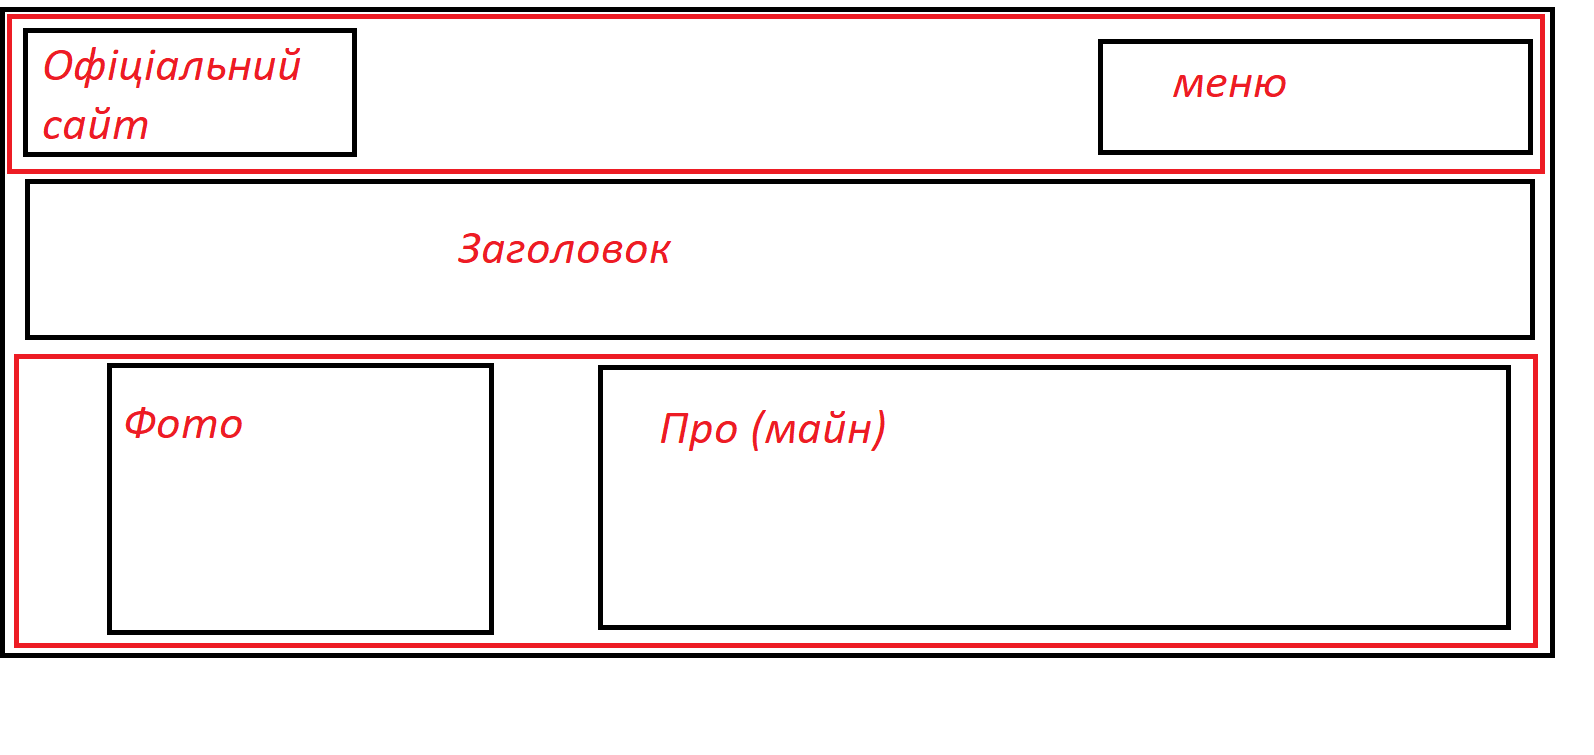 Офіціальний
сайт
меню
Заголовок
Фото
Про (майн)